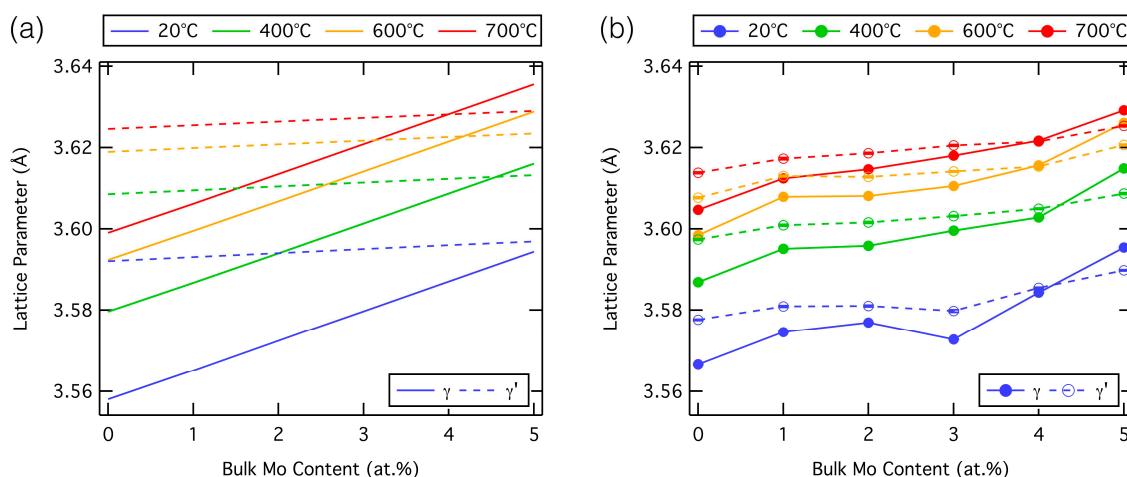 (a)
20°C 400°C 600°C 700°C
3.64
3.62
3.60
3.58
3.56
Lattice Parameter (Å)
γ γ'
0 1 2 3 4 5
Bulk Mo Content (at.%)
(b)
20°C 400°C 600°C 700°C
3.64
3.62
3.60
3.58
3.56
Lattice Parameter (Å)
γ γ'
0 1 2 3 4 5
Bulk Mo Content (at.%)